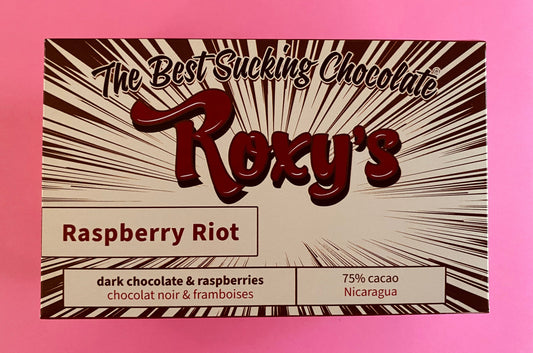 The Best Sucking Chocolate®
Roxy's
Raspberry Riot
dark chocolate & raspberries
chocolat noir & framboises
75% cacao
Nicaragua